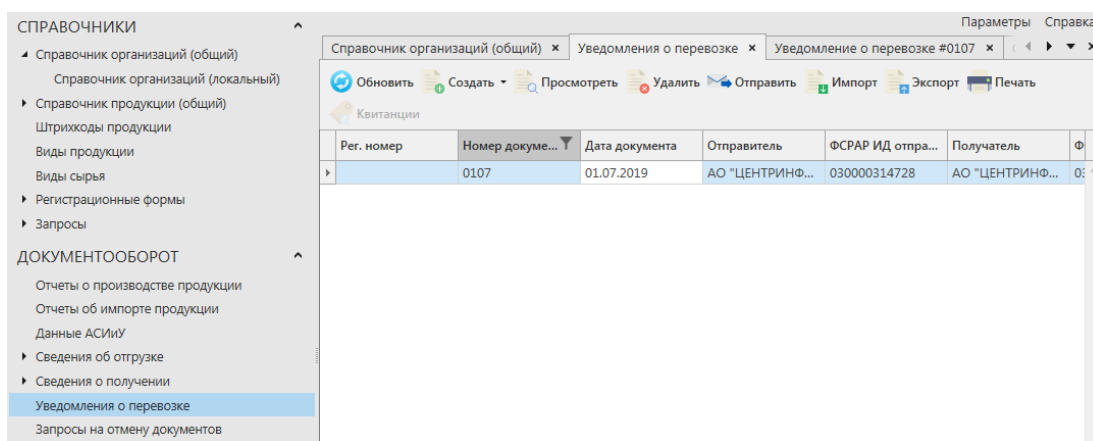 Параметры Справка
СПРАВОЧНИКИ
Справочник организаций (общий)
Справочник организаций (локальный)
Справочник продукции (общий)
Штрихкоды продукции
Виды продукции
Виды сырья
Регистрационные формы
Запросы
ДОКУМЕНТООБОРОТ
Отчеты о производстве продукции
Отчеты об импорте продукции
Данные АСИиУ
Сведения об отгрузке
Сведения о получении
Уведомления о перевозке
Запросы на отмену документов
Справочник организаций (общий) × Уведомления о перевозке × Уведомление о перевозке #0107 ×
Обновить Создать Просмотреть Удалить Отправить Импорт Экспорт Печать
Квитанции
Рег. номер Номер докуме... Дата документа Отправитель ФСРАР ИД отпра... Получатель Ф
0107 01.07.2019 АО "ЦЕНТРИНФ... 030000314728 АО "ЦЕНТРИНФ... 03